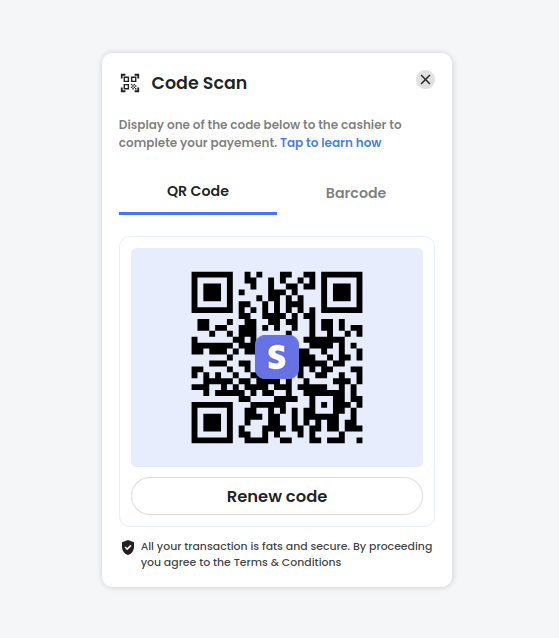 Code Scan
Display one of the code below to the cashier to
complete your payement. Tap to learn how
QR Code
Barcode
S
Renew code
All your transaction is fats and secure. By proceeding
you agree to the Terms & Conditions